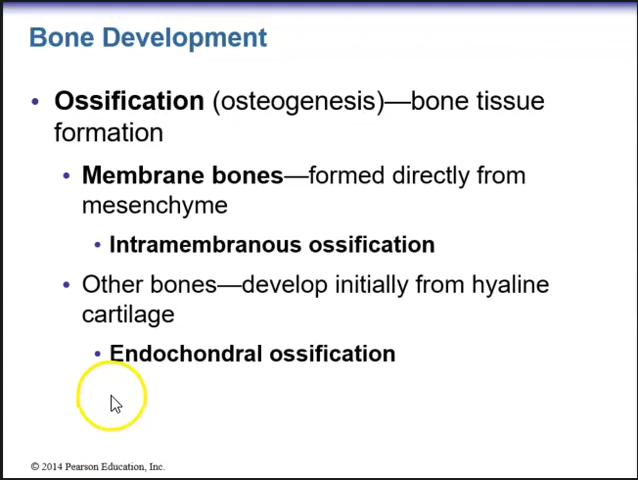 Bone Development
• Ossification (osteogenesis)—bone tissue
formation
• Membrane bones—formed directly from
mesenchyme
• Intramembranous ossification
• Other bones—develop initially from hyaline
cartilage
• Endochondral ossification
© 2014 Pearson Education, Inc.